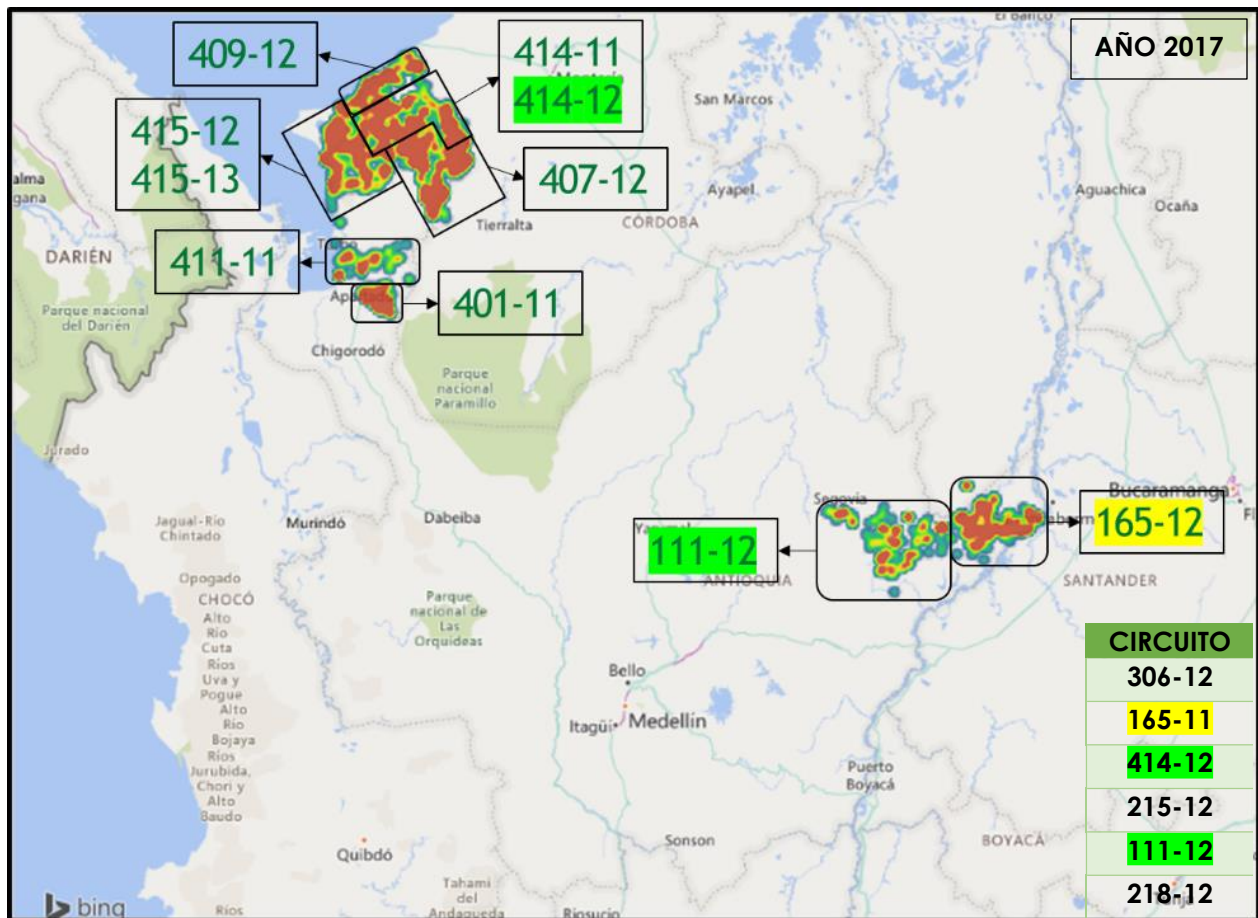 El Banco
AÑO 2017
409-12
414-11
414-12
San Marcos
415-12
415-13
407-12
Ayapel
Aguachica
Ocaña
Tierralta
CÓRDOBA
DARIÉN
411-11
Parque nacional
del Darién
401-11
Chigorodó
Parque
nacional
Paramillo
Jurado
Segovia
Bucaramanga
165-12
Jagual-Rio
Chintado
Murindó
Dabeiba
111-12
ANTIOQUIA
SANTANDER
Opogado
CHOCÓ
Alto
Rio
Cuta
Rios
Uva y
Pogue
Alto
Rio
Bojaya
Rios
Jurubida,
Chori y
Alto
Baudo
Parque
nacional de
Las
Orquideas
Bello
Itagüí
Medellín
CIRCUITO
306-12
165-11
414-12
215-12
111-12
218-12
Puerto
Boyacá
Sonson
BOYACÁ
Quibdó
Tahami
del
Andagueda
Riosucio
Rios
bing